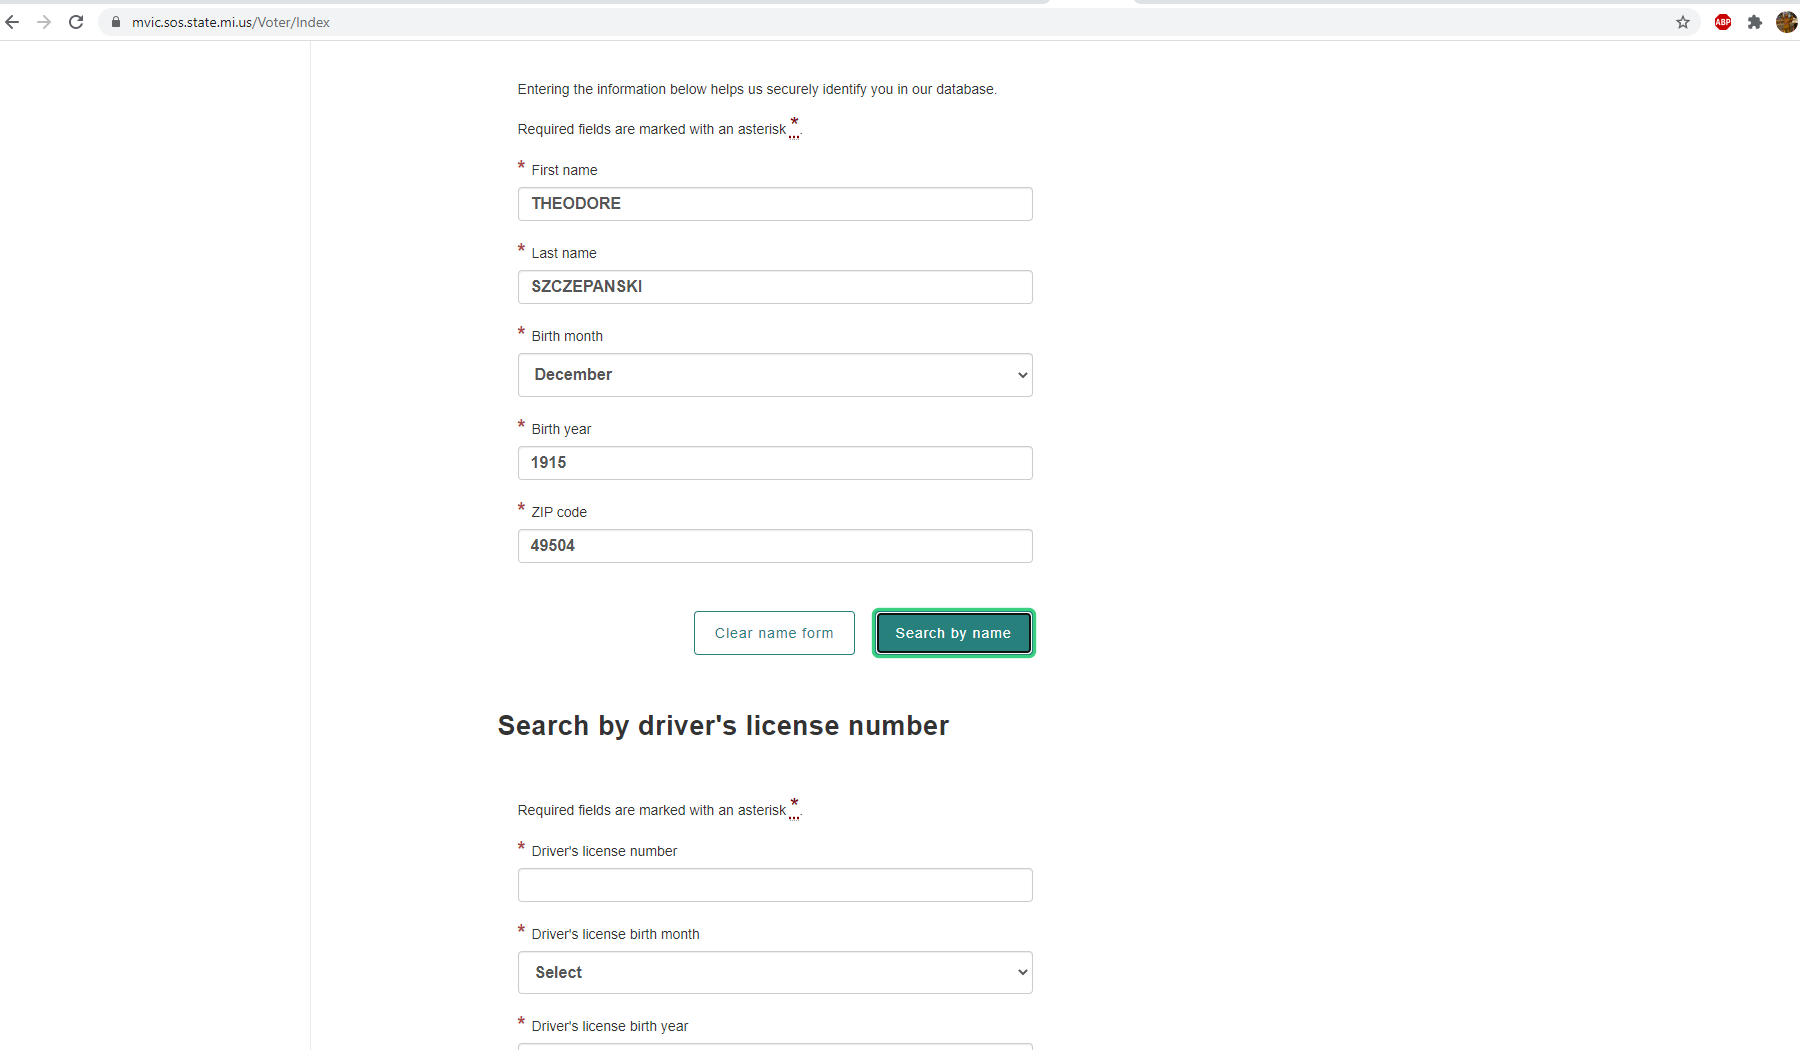 mvic.sos.state.mi.us/Voter/Index
ABP
Entering the information below helps us securely identify you in our database.
Required fields are marked with an asterisk *.
* First name
THEODORE
* Last name
SZCZEPANSKI
* Birth month
December
* Birth year
1915
* ZIP code
49504
Clear name form
Search by name
Search by driver's license number
Required fields are marked with an asterisk *.
* Driver's license number
* Driver's license birth month
Select
* Driver's license birth year